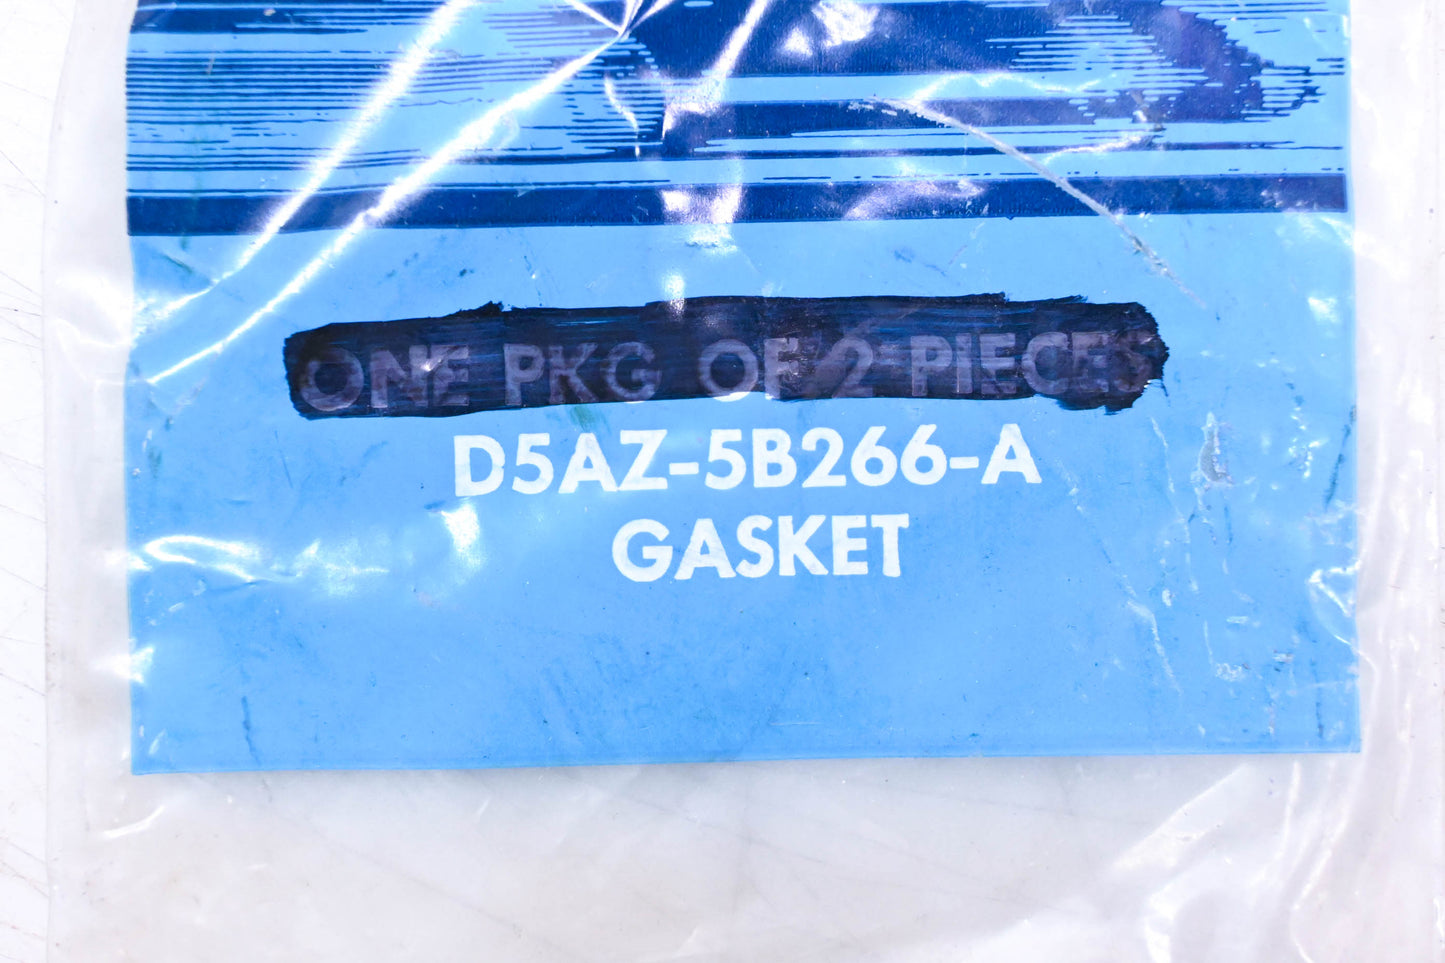 ONE PKG OF 2 PIECES
D5AZ-5B266-A
GASKET